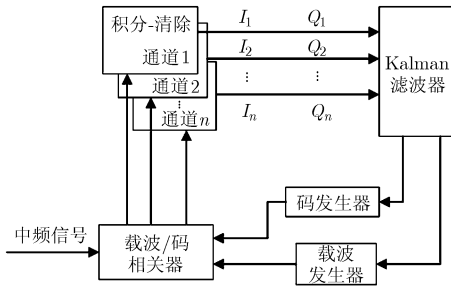 积分-清除
通道1
通道2
⋮
通道n
I₁ Q₁
I₂ Q₂
⋮ ⋮
Iₙ Qₙ
Kalman
滤波器
码发生器
中频信号
载波/码
相关器
载波
发生器